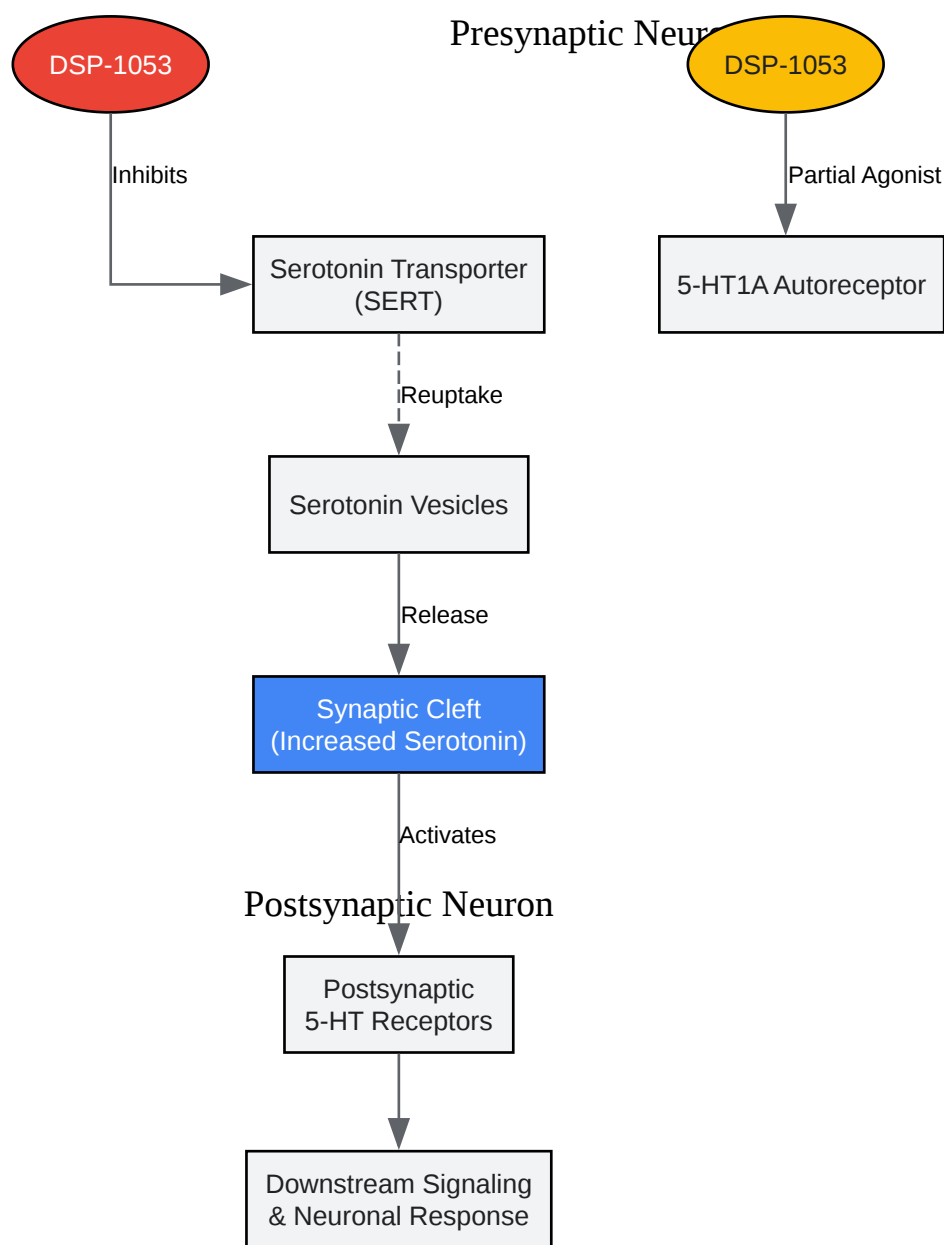 Presynaptic
DSP-1053
DSP-1053
Inhibits
Partial Agonist
Serotonin Transporter
(SERT)
5-HT1A Autoreceptor
Reuptake
Serotonin Vesicles
Release
Synaptic Cleft
(Increased Serotonin)
Activates
Postsynaptic Neuron
Postsynaptic
5-HT Receptors
Downstream Signaling
& Neuronal Response